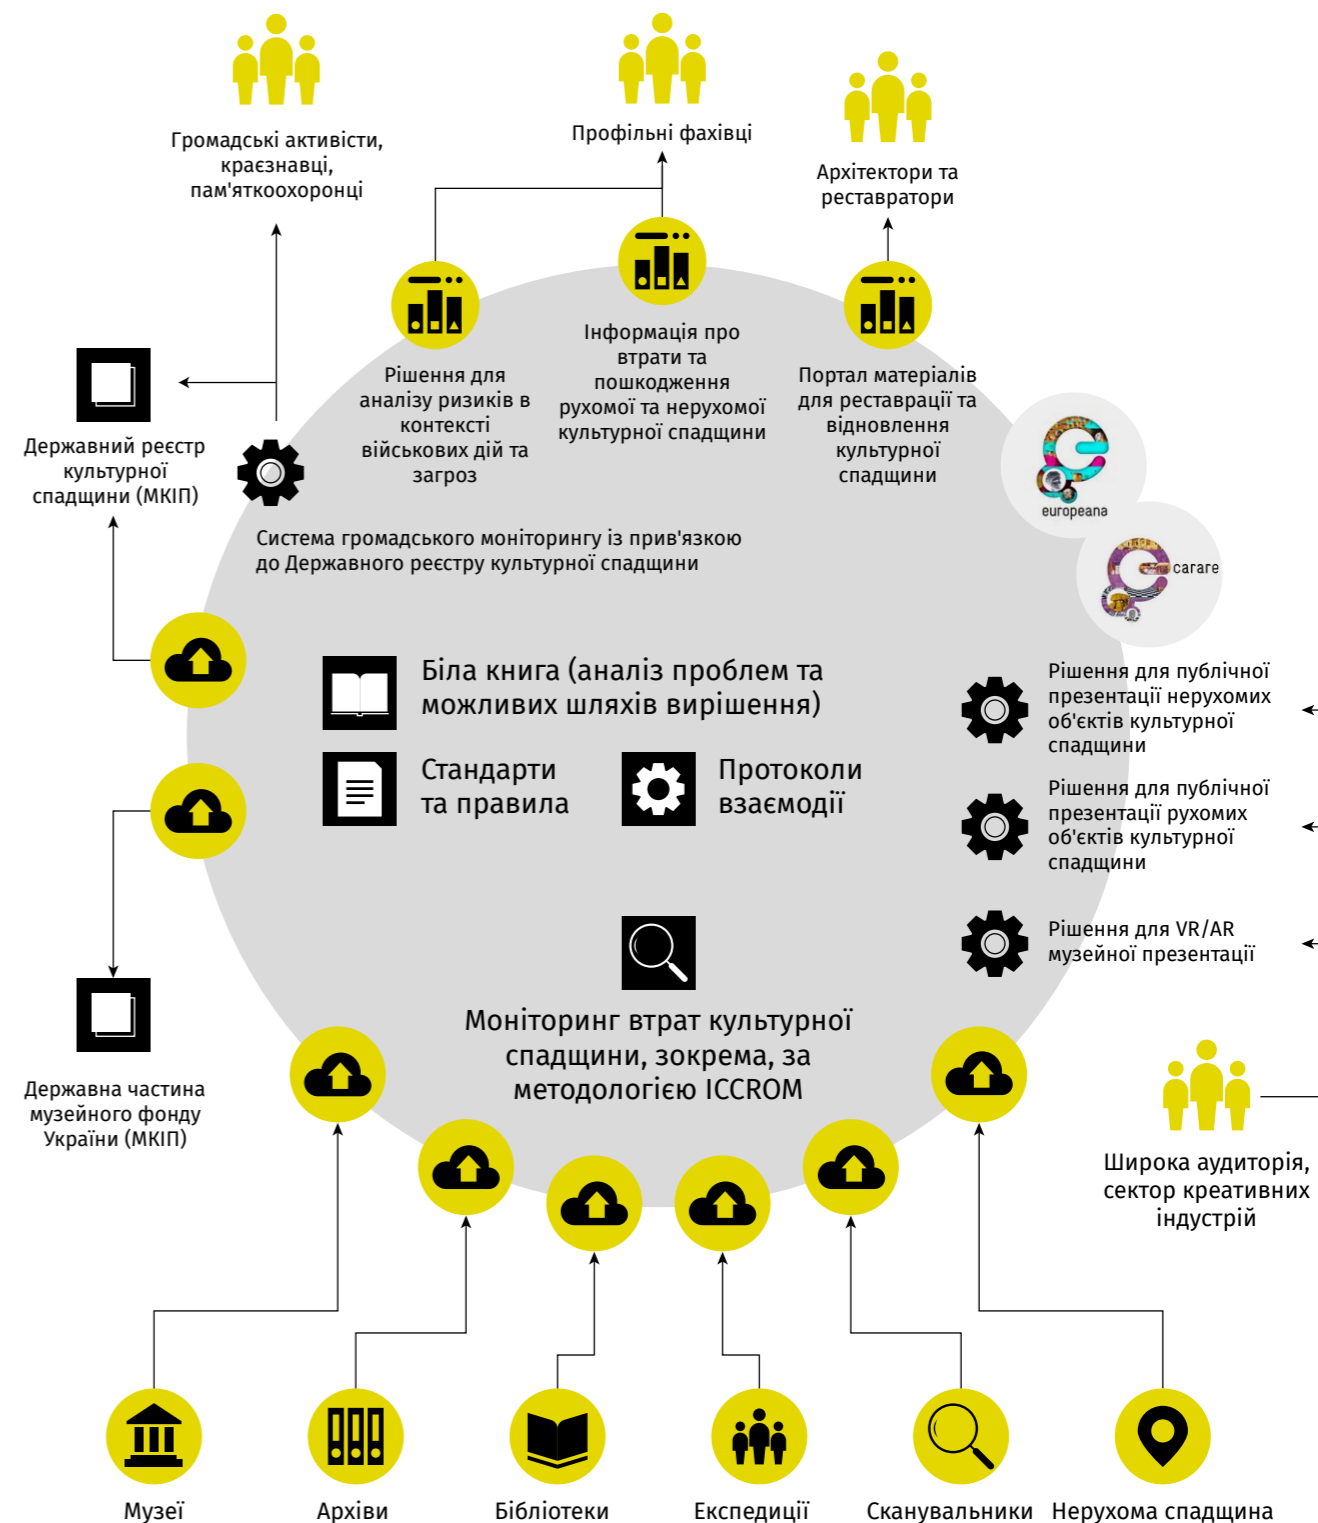 Громадські активісти,
краєзнавці,
пам'яткоохоронці
Профільні фахівці
Архітектори та
реставратори
Державний реєстр
культурної
спадщини (МКІП)
Рішення для
аналізу ризиків в
контексті
військових дій та
загроз
Інформація про
втрати та
пошкодження
рухомої та нерухомої
культурної спадщини
Портал матеріалів
для реставрації та
відновлення
культурної
спадщини
europeana
carare
Система громадського моніторингу із прив'язкою
до Державного реєстру культурної спадщини
Біла книга (аналіз проблем та
можливих шляхів вирішення)
Стандарти
та правила
Протоколи
взаємодії
Рішення для публічної
презентації нерухомих
об'єктів культурної
спадщини
Рішення для публічної
презентації рухомих
об'єктів культурної
спадщини
Рішення для VR/AR
музейної презентації
Моніторинг втрат культурної
спадщини, зокрема, за
методологією ICCROM
Державна частина
музейного фонду
України (МКІП)
Широка аудиторія,
сектор креативних
індустрій
Музеї
Архіви
Бібліотеки
Експедиції
Сканувальники
Нерухома спадщина